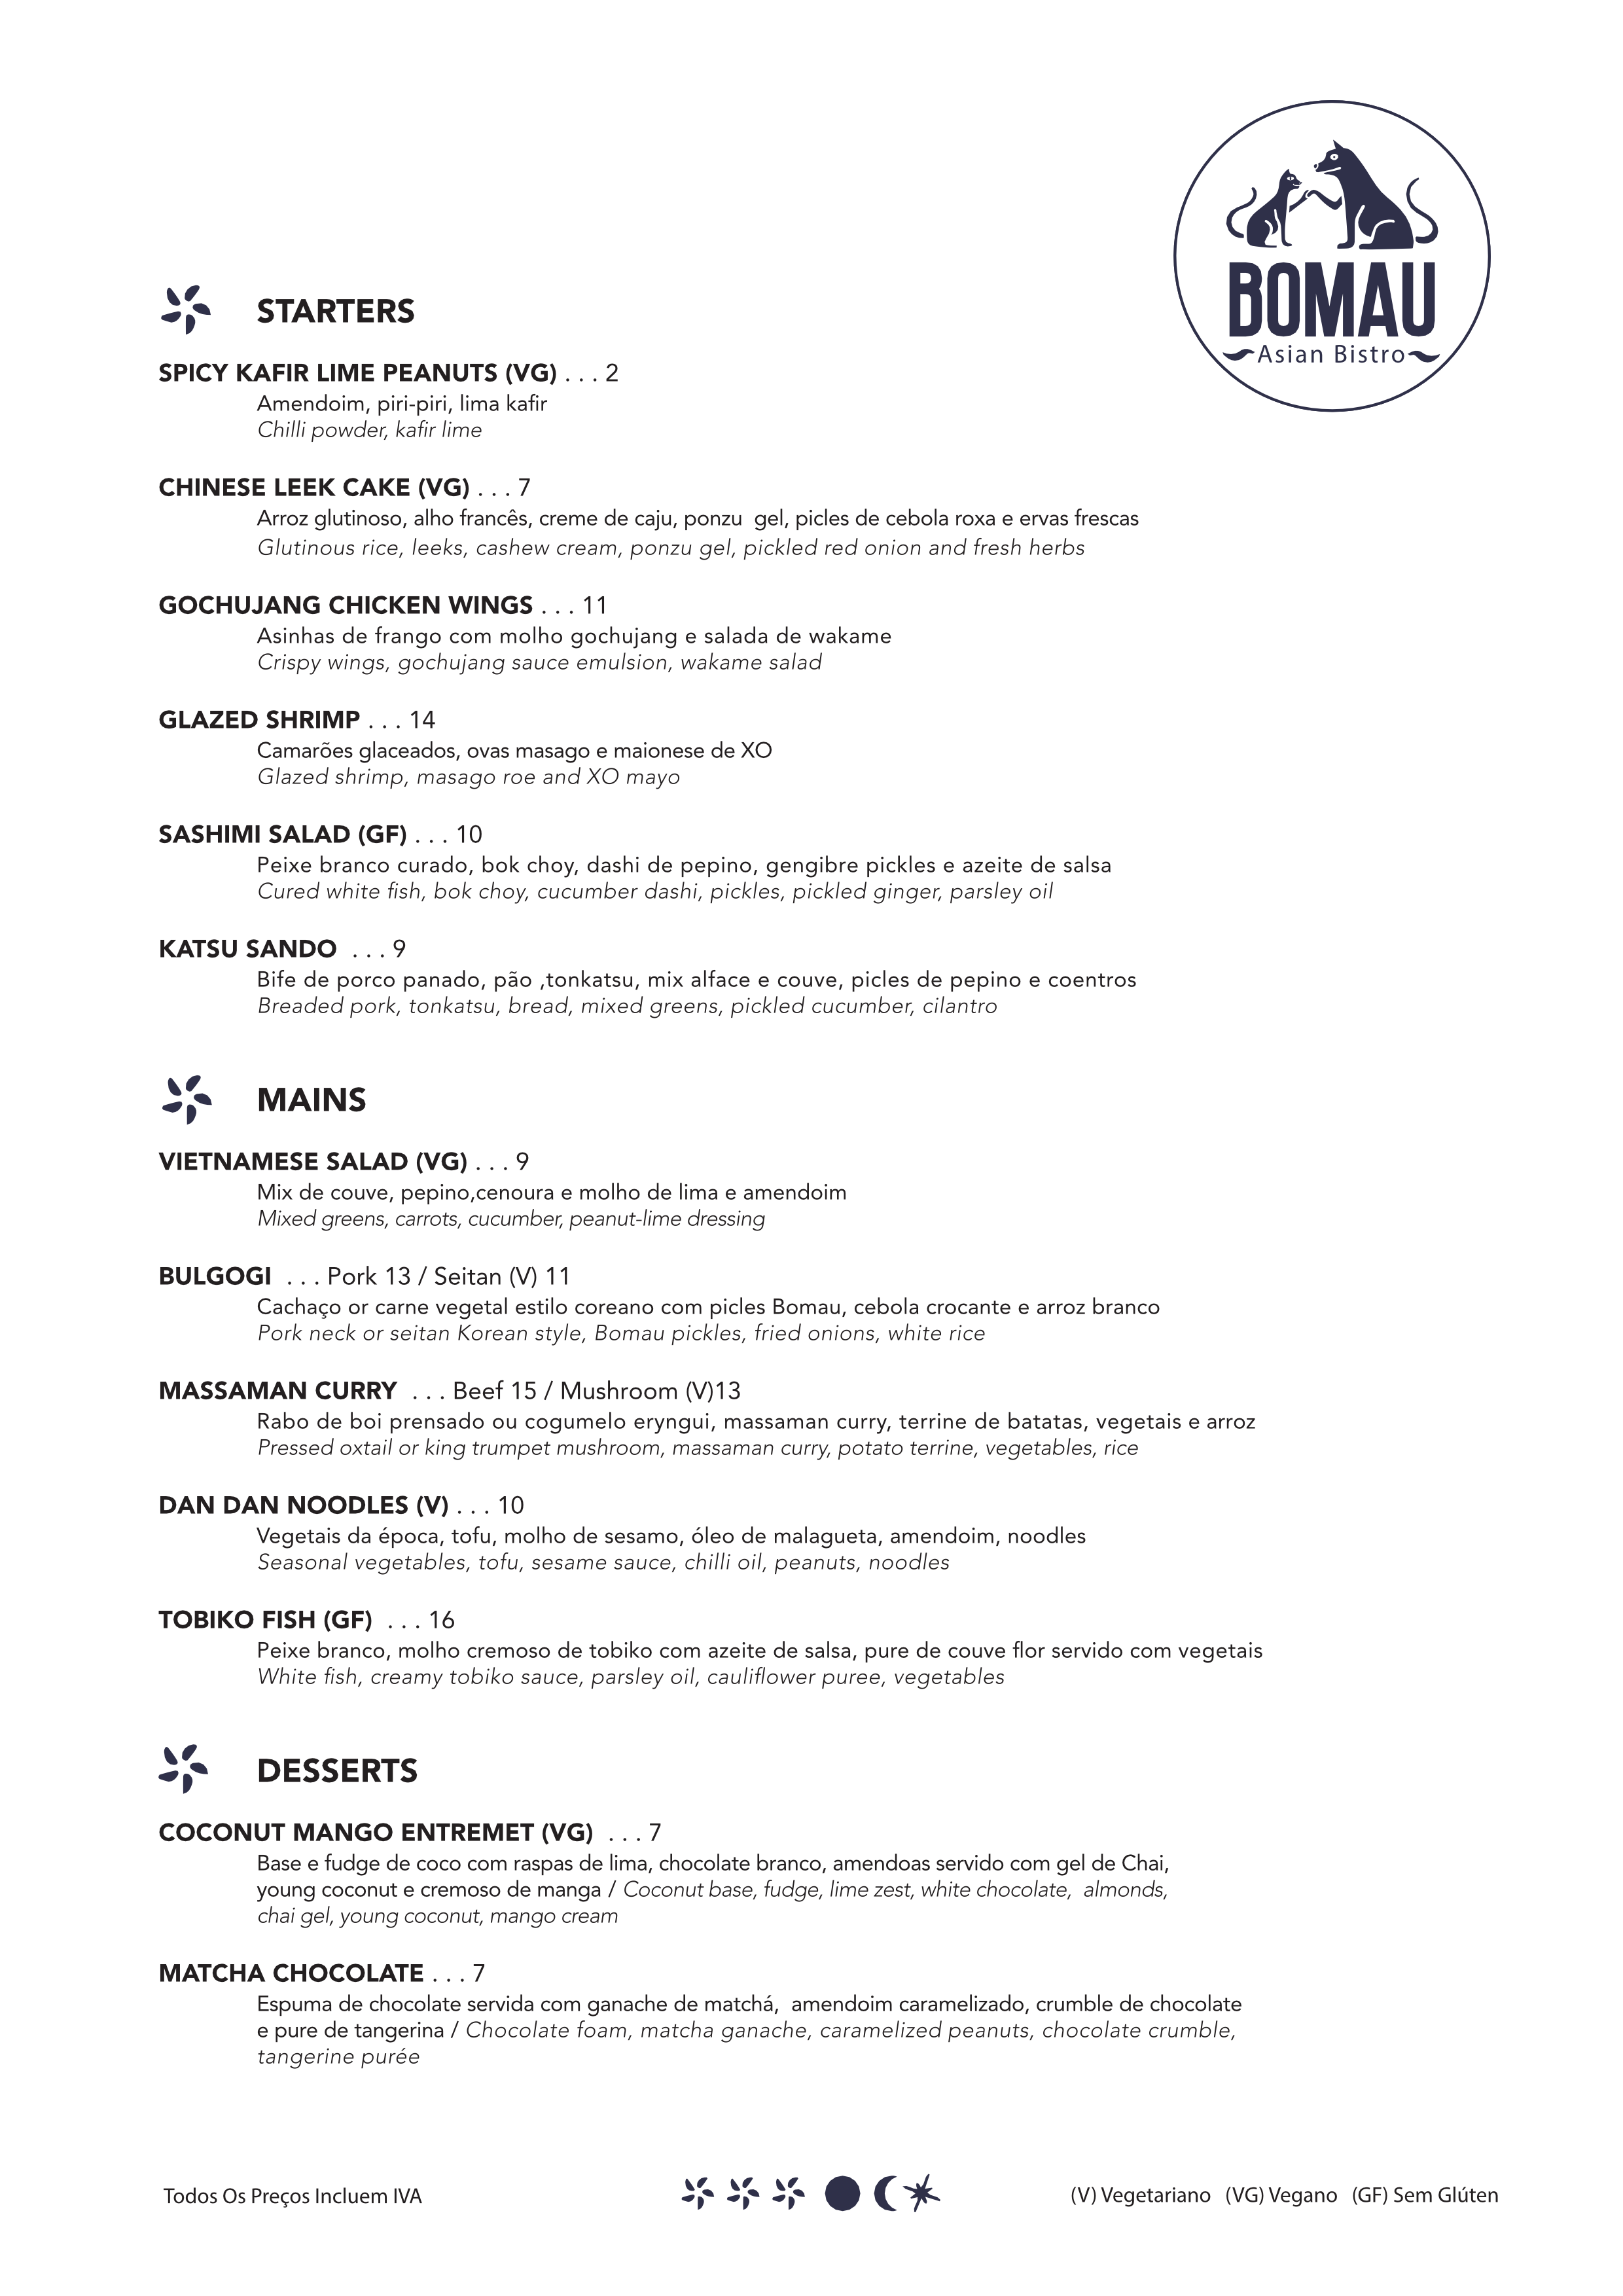 BOMAU
Asian Bistro
STARTERS
SPICY KAFIR LIME PEANUTS (VG) . . . 2
Amendoim, piri-piri, lima kafir
Chilli powder, kafir lime
CHINESE LEEK CAKE (VG) . . . 7
Arroz glutinoso, alho francês, creme de caju, ponzu  gel, picles de cebola roxa e ervas frescas
Glutinous rice, leeks, cashew cream, ponzu gel, pickled red onion and fresh herbs
GOCHUJANG CHICKEN WINGS . . . 11
Asinhas de frango com molho gochujang e salada de wakame
Crispy wings, gochujang sauce emulsion, wakame salad
GLAZED SHRIMP . . . 14
Camarões glaceados, ovas masago e maionese de XO
Glazed shrimp, masago roe and XO mayo
SASHIMI SALAD (GF) . . . 10
Peixe branco curado, bok choy, dashi de pepino, gengibre pickles e azeite de salsa
Cured white fish, bok choy, cucumber dashi, pickles, pickled ginger, parsley oil
KATSU SANDO  . . . 9
Bife de porco panado, pão ,tonkatsu, mix alface e couve, picles de pepino e coentros
Breaded pork, tonkatsu, bread, mixed greens, pickled cucumber, cilantro
MAINS
VIETNAMESE SALAD (VG) . . . 9
Mix de couve, pepino,cenoura e molho de lima e amendoim
Mixed greens, carrots, cucumber, peanut-lime dressing
BULGOGI  . . . Pork 13 / Seitan (V) 11
Cachaço or carne vegetal estilo coreano com picles Bomau, cebola crocante e arroz branco
Pork neck or seitan Korean style, Bomau pickles, fried onions, white rice
MASSAMAN CURRY  . . . Beef 15 / Mushroom (V)13
Rabo de boi prensado ou cogumelo eryngui, massaman curry, terrine de batatas, vegetais e arroz
Pressed oxtail or king trumpet mushroom, massaman curry, potato terrine, vegetables, rice
DAN DAN NOODLES (V) . . . 10
Vegetais da época, tofu, molho de sesamo, óleo de malagueta, amendoim, noodles
Seasonal vegetables, tofu, sesame sauce, chilli oil, peanuts, noodles
TOBIKO FISH (GF)  . . . 16
Peixe branco, molho cremoso de tobiko com azeite de salsa, pure de couve flor servido com vegetais
White fish, creamy tobiko sauce, parsley oil, cauliflower puree, vegetables
DESSERTS
COCONUT MANGO ENTREMET (VG)  . . . 7
Base e fudge de coco com raspas de lima, chocolate branco, amendoas servido com gel de Chai,
young coconut e cremoso de manga / Coconut base, fudge, lime zest, white chocolate,  almonds,
chai gel, young coconut, mango cream
MATCHA CHOCOLATE . . . 7
Espuma de chocolate servida com ganache de matchá,  amendoim caramelizado, crumble de chocolate
e pure de tangerina / Chocolate foam, matcha ganache, caramelized peanuts, chocolate crumble,
tangerine purée
Todos Os Preços Incluem IVA
(V) Vegetariano   (VG) Vegano   (GF) Sem Glúten